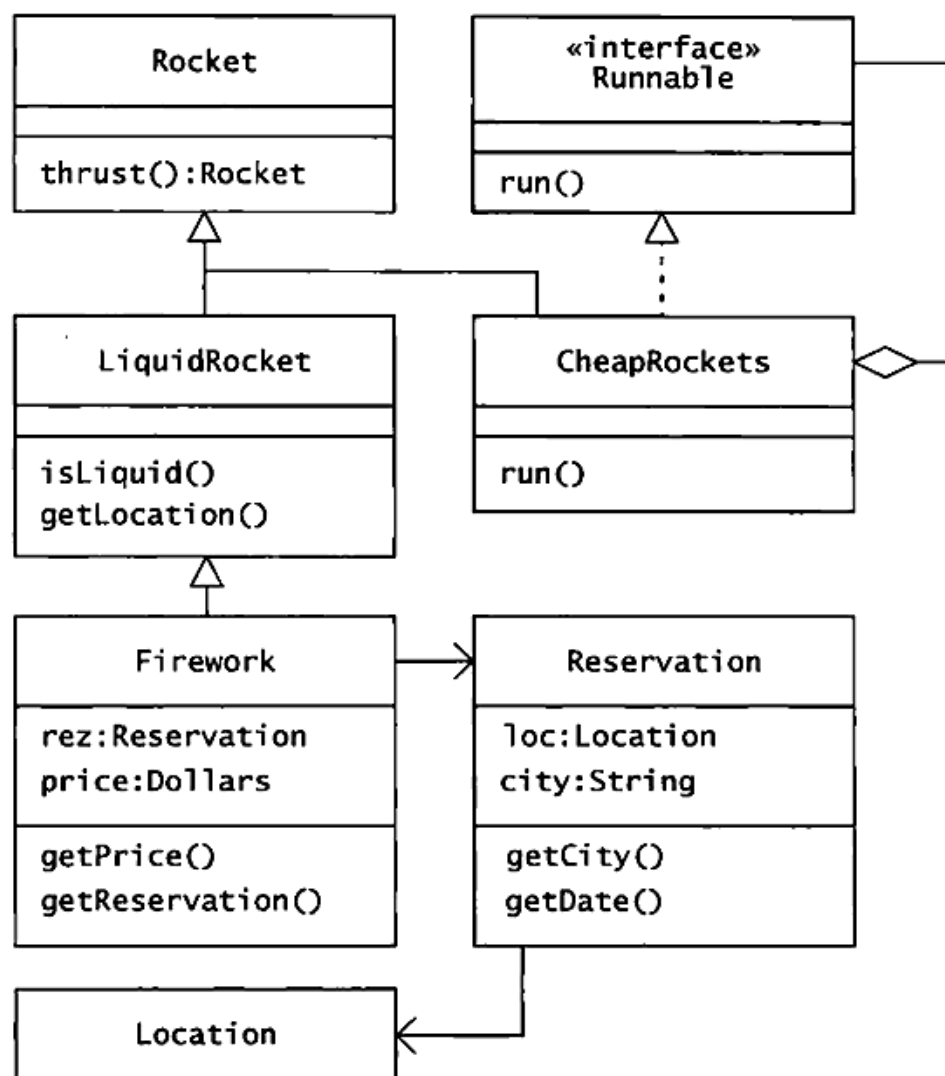 Rocket
thrust():Rocket
«interface»
Runnable
run()
LiquidRocket
isLiquid()
getLocation()
CheapRockets
run()
Firework
rez:Reservation
price:Dollars
getPrice()
getReservation()
Reservation
loc:Location
city:String
getCity()
getDate()
Location